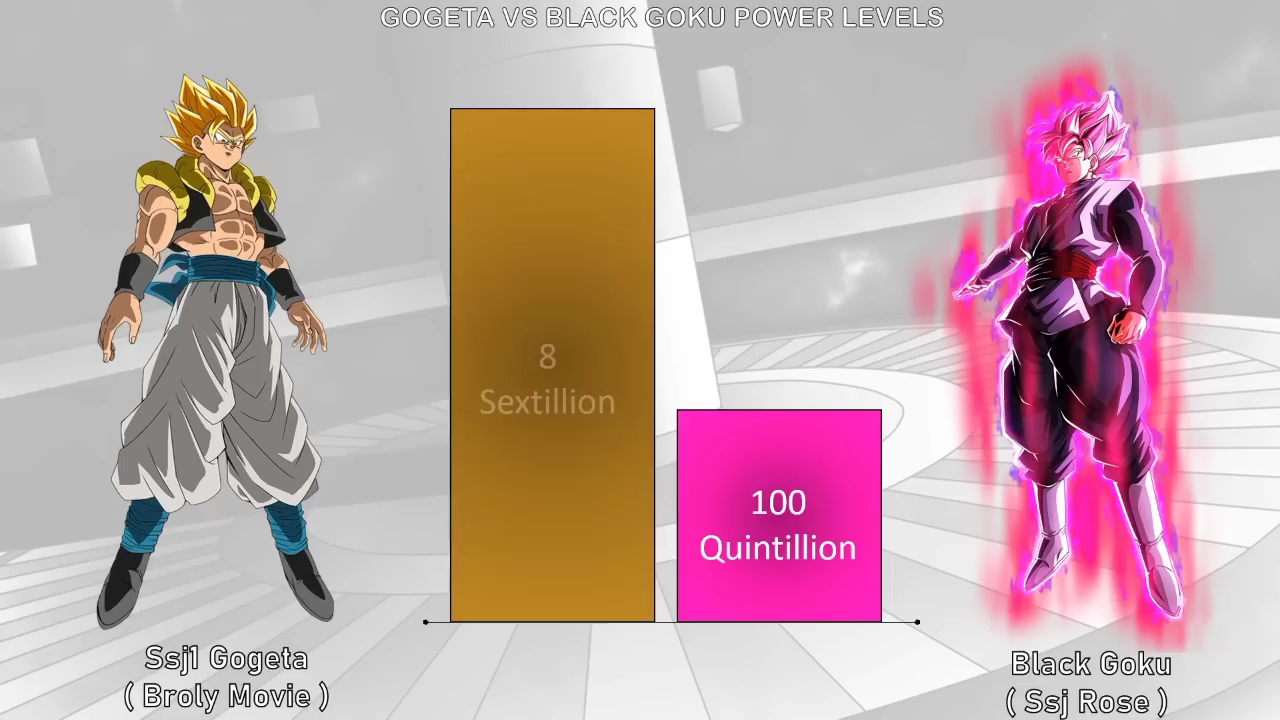 GOGETA VS BLACK GOKU POWER LEVELS
8
Sextillion
100
Quintillion
Ssj1 Gogeta
( Broly Movie )
Black Goku
( Ssj Rose )